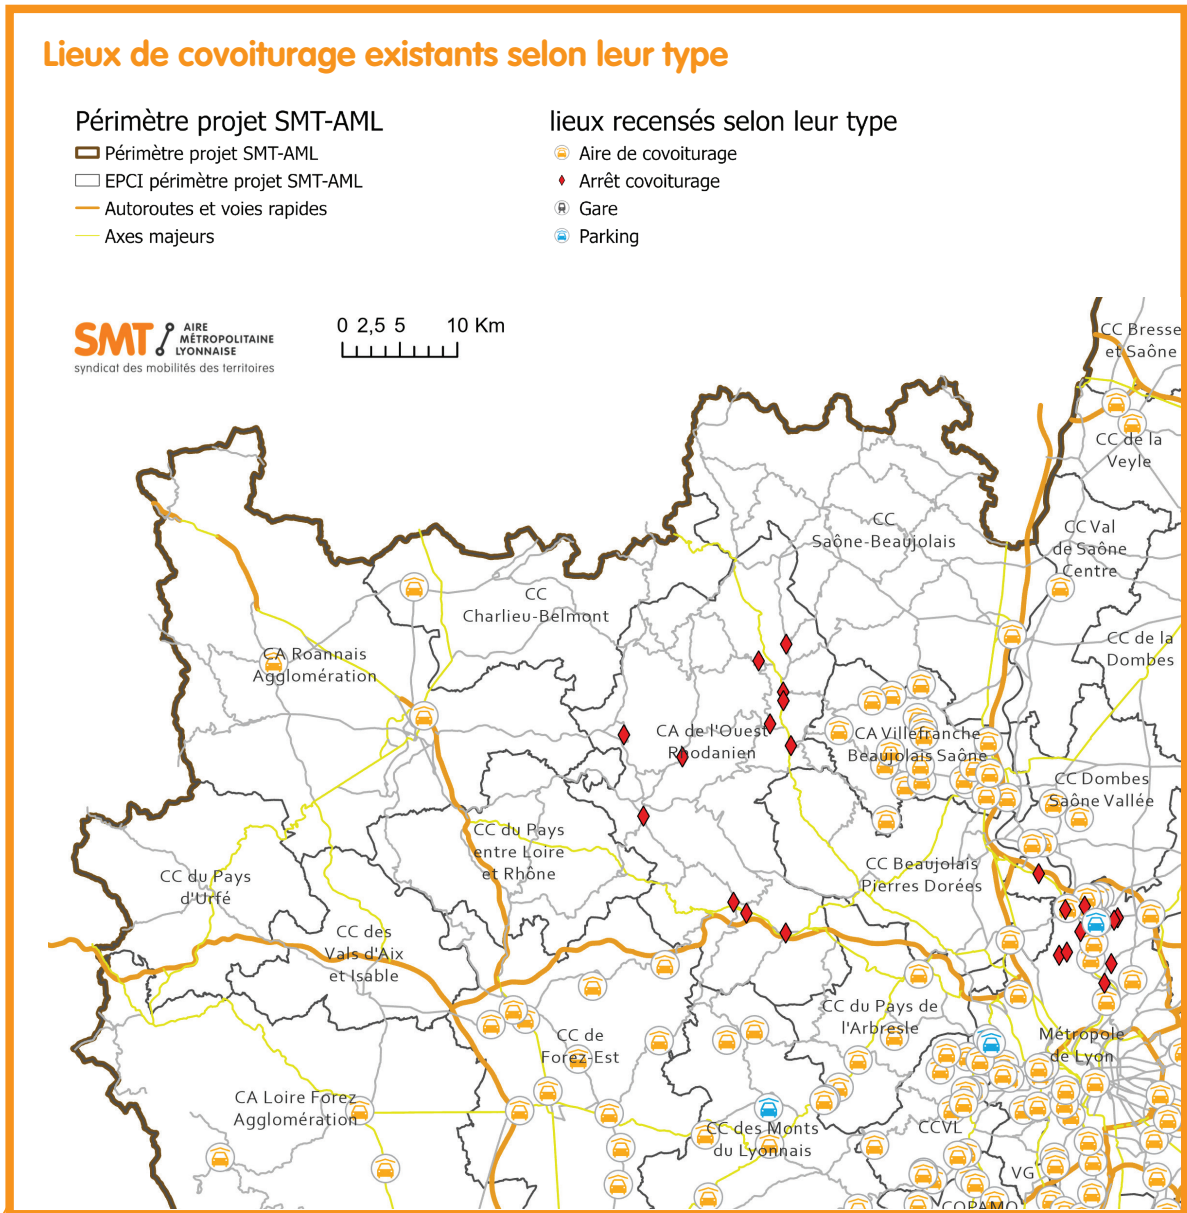 Lieux de covoiturage existants selon leur type
Périmètre projet SMT-AML
Périmètre projet SMT-AML
EPCI périmètre projet SMT-AML
Autoroutes et voies rapides
Axes majeurs
lieux recensés selon leur type
Aire de covoiturage
Arrêt covoiturage
Gare
Parking
SMT
AIRE
MÉTROPOLITAINE
LYONNAISE
syndicat des mobilités des territoires
0 2,5 5 10 Km
CC Bresse
et Saône
CC de la
Veyle
CC
Saône-Beaujolais
CC Val
de Saône
Centre
CC
Charlieu-Belmont
CC de la
Dombes
CA Roannais
Agglomération
CA de l'Ouest
Rhodanien
CA Villefranche
Beaujolais Saône
CC Dombes
Saône Vallée
CC du Pays
entre Loire
et Rhône
CC du Pays
d'Urfé
CC Beaujolais
Pierres Dorées
CC des
Vals d'Aix
et Isable
CC du Pays de
l'Arbresle
CC de
Forez-Est
Métropole
de Lyon
CA Loire Forez
Agglomération
CC des Monts
du Lyonnais
CCVL
VG
COPAMO